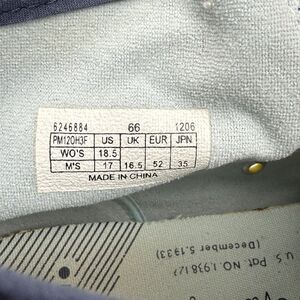 6246884 66 1206
PM120H3F US UK EUR JPN
WO'S 18.5
M'S 17 16.5 52 35
MADE IN CHINA
U.S. Pat. NO. 1,938,127
(December 5, 1933)